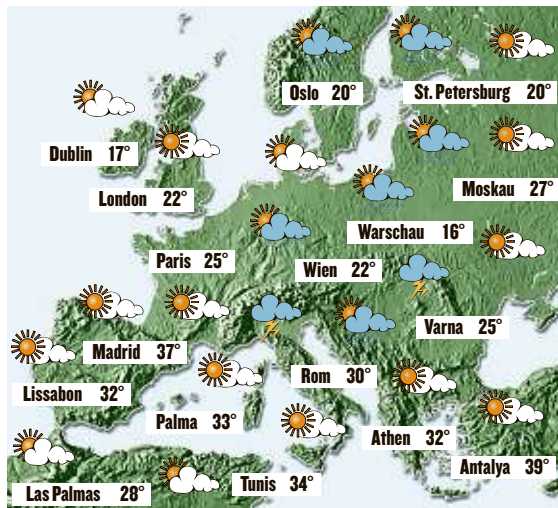 Oslo 20°
St. Petersburg 20°
Dublin 17°
London 22°
Moskau 27°
Warschau 16°
Paris 25°
Wien 22°
Varna 25°
Madrid 37°
Rom 30°
Lissabon 32°
Palma 33°
Athen 32°
Antalya 39°
Las Palmas 28°
Tunis 34°